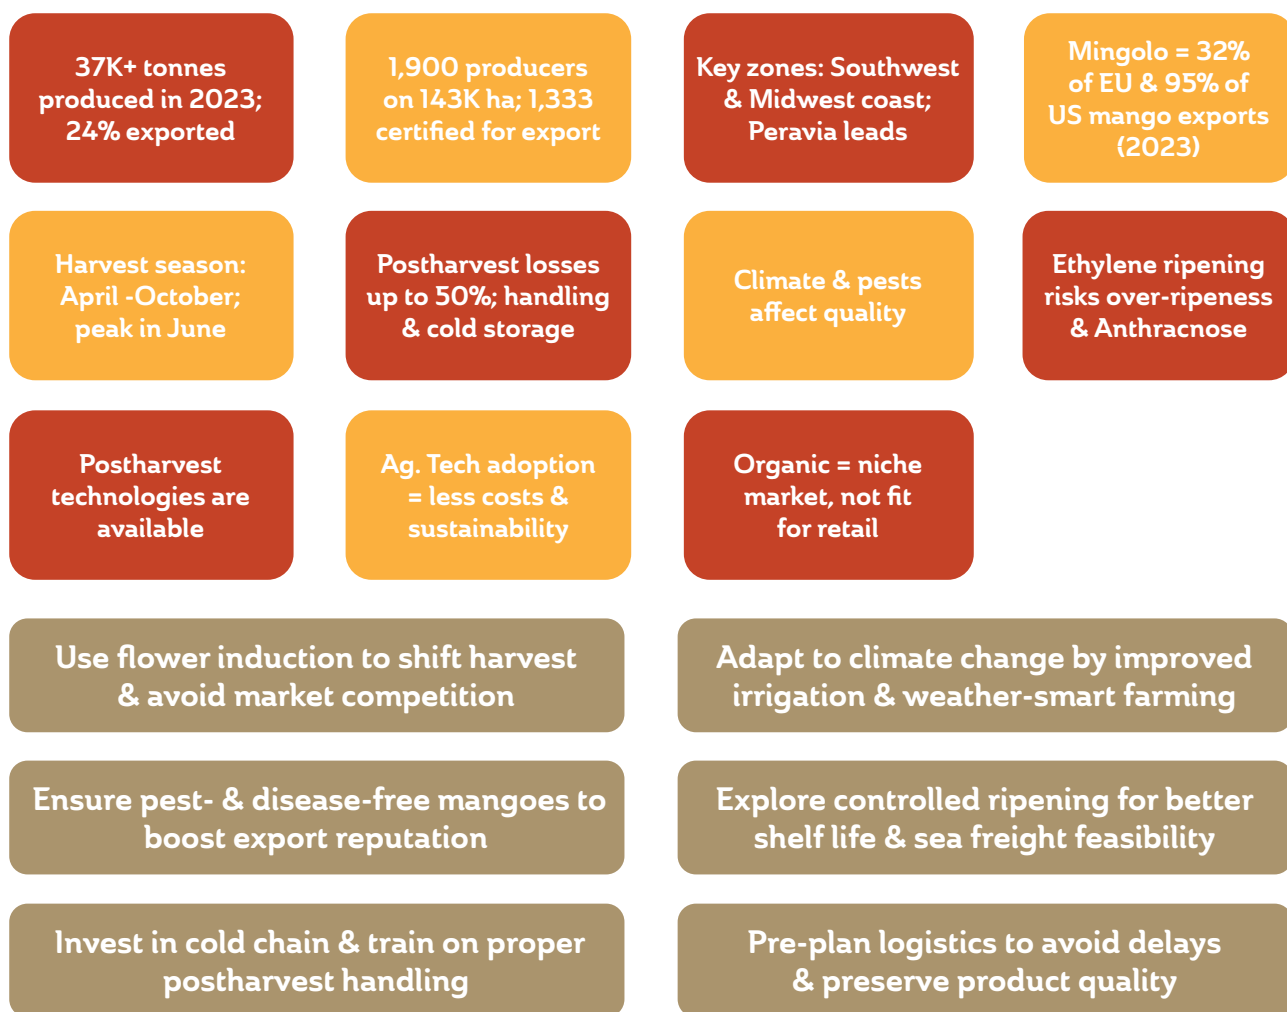 37K+ tonnes
produced in 2023;
24% exported
1,900 producers
on 143K ha; 1,333
certified for export
Key zones: Southwest
& Midwest coast;
Peravia leads
Mingolo = 32%
of EU & 95% of
US mango exports
(2023)
Harvest season:
April -October;
peak in June
Postharvest losses
up to 50%; handling
& cold storage
Climate & pests
affect quality
Ethylene ripening
risks over-ripeness
& Anthracnose
Postharvest
technologies are
available
Ag. Tech adoption
= less costs &
sustainability
Organic = niche
market, not fit
for retail
Use flower induction to shift harvest
& avoid market competition
Adapt to climate change by improved
irrigation & weather-smart farming
Ensure pest- & disease-free mangoes to
boost export reputation
Explore controlled ripening for better
shelf life & sea freight feasibility
Invest in cold chain & train on proper
postharvest handling
Pre-plan logistics to avoid delays
& preserve product quality